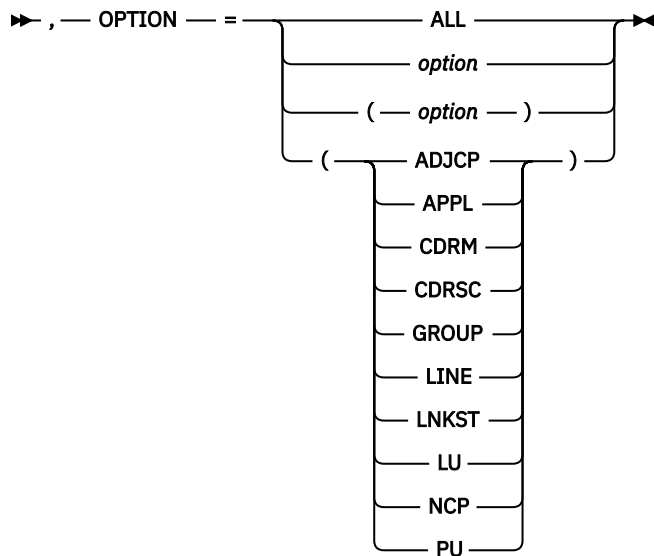 , OPTION = ALL
option
( option )
( ADJCP )
APPL
CDRM
CDRSC
GROUP
LINE
LNKST
LU
NCP
PU